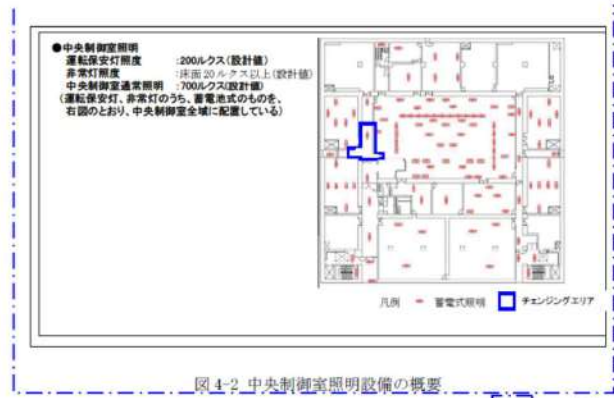 ●中央制御室照明
運転保安灯照度 :200ルクス(設計値)
非常灯照度 :床面20ルクス以上(設計値)
中央制御室通常照明 :700ルクス(設計値)
(運転保安灯、非常灯のうち、蓄電池式のものを、
右図のとおり、中央制御室全域に配置している)
凡例 蓄電式照明 チェンジングエリア
図 4-2 中央制御室照明設備の概要